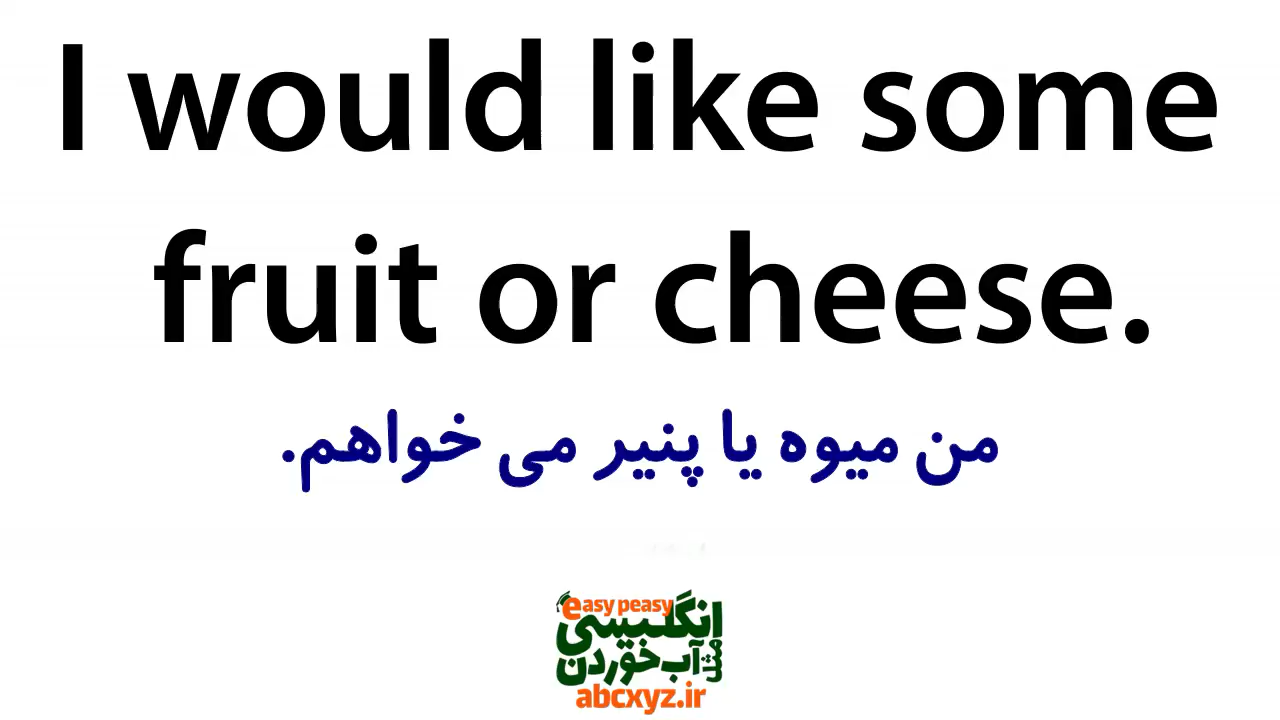 I would like some
fruit or cheese.
من میوه یا پنیر می خواهم.
easy peasy
انگلیسی
مثل آب خوردن
abcxyz.ir